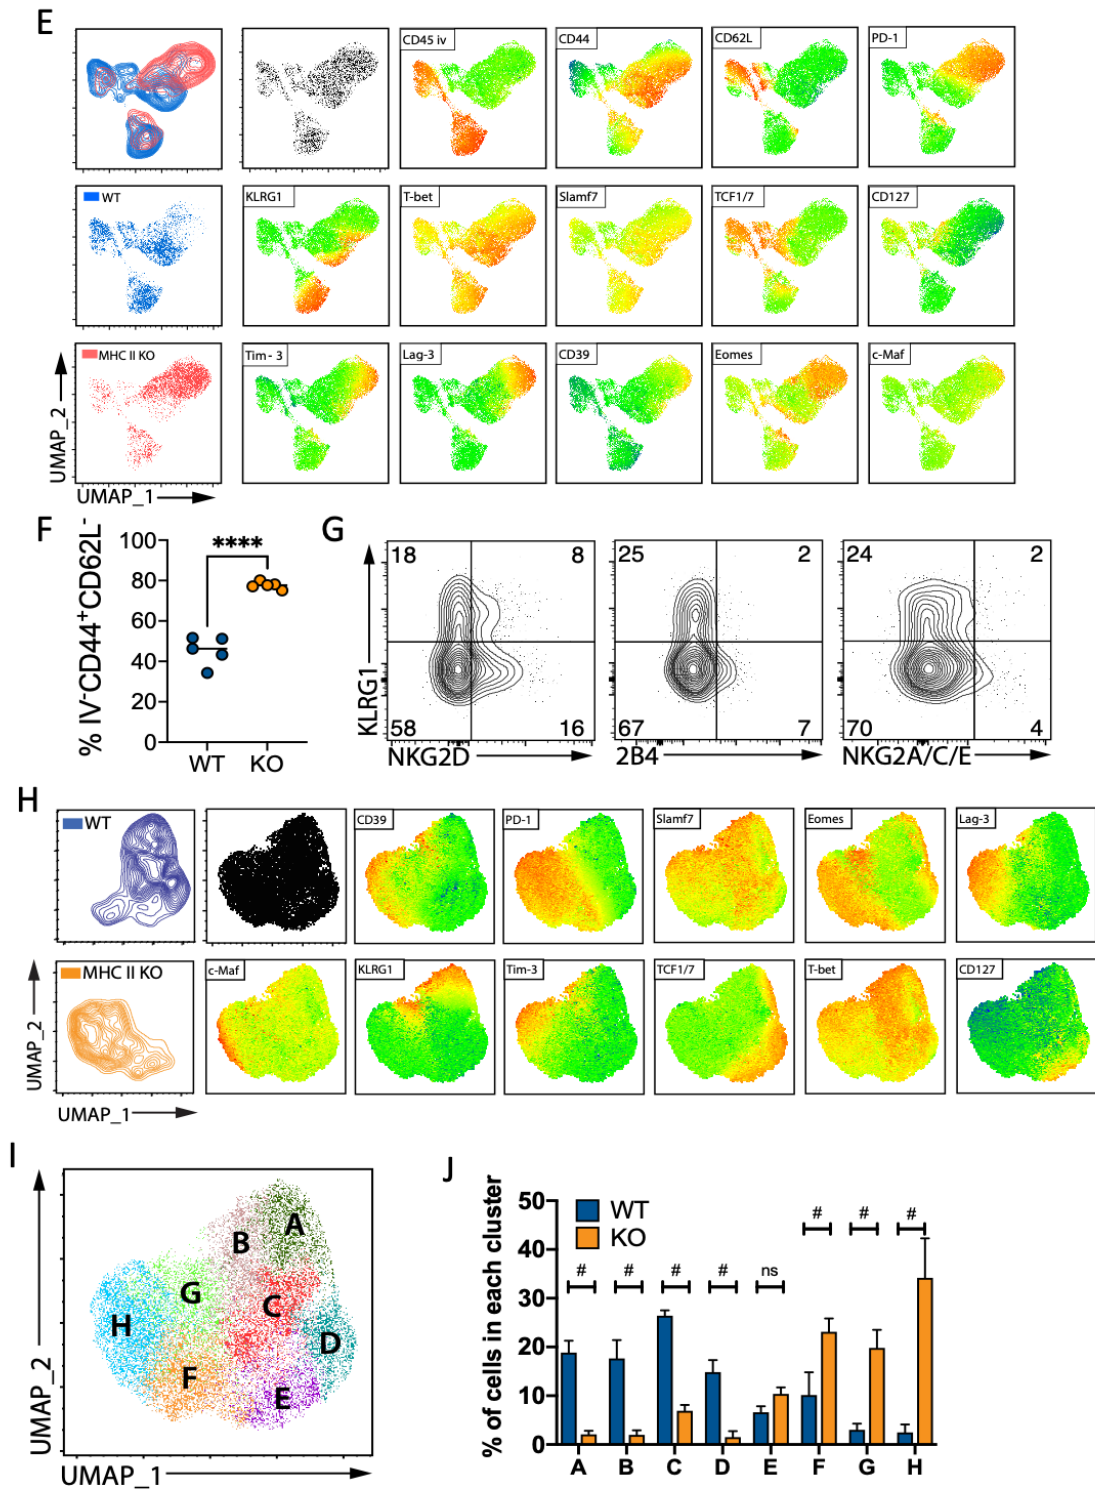 E
CD45 iv
CD44
CD62L
PD-1
WT
KLRG1
T-bet
Slamf7
TCF1/7
CD127
MHC II KO
Tim - 3
Lag-3
CD39
Eomes
c-Maf
UMAP_2
UMAP_1
F
% IV-CD44+CD62L-
100
80
60
40
20
0
****
WT
KO
G
KLRG1
18
8
58
16
NKG2D
25
2
67
7
2B4
24
2
70
4
NKG2A/C/E
H
WT
CD39
PD-1
Slamf7
Eomes
Lag-3
MHC II KO
c-Maf
KLRG1
Tim-3
TCF1/7
T-bet
CD127
UMAP_2
UMAP_1
I
A
B
G
C
H
D
F
E
UMAP_2
UMAP_1
J
% of cells in each cluster
50
40
30
20
10
0
WT
KO
#
#
#
#
ns
#
#
#
A B C D E F G H